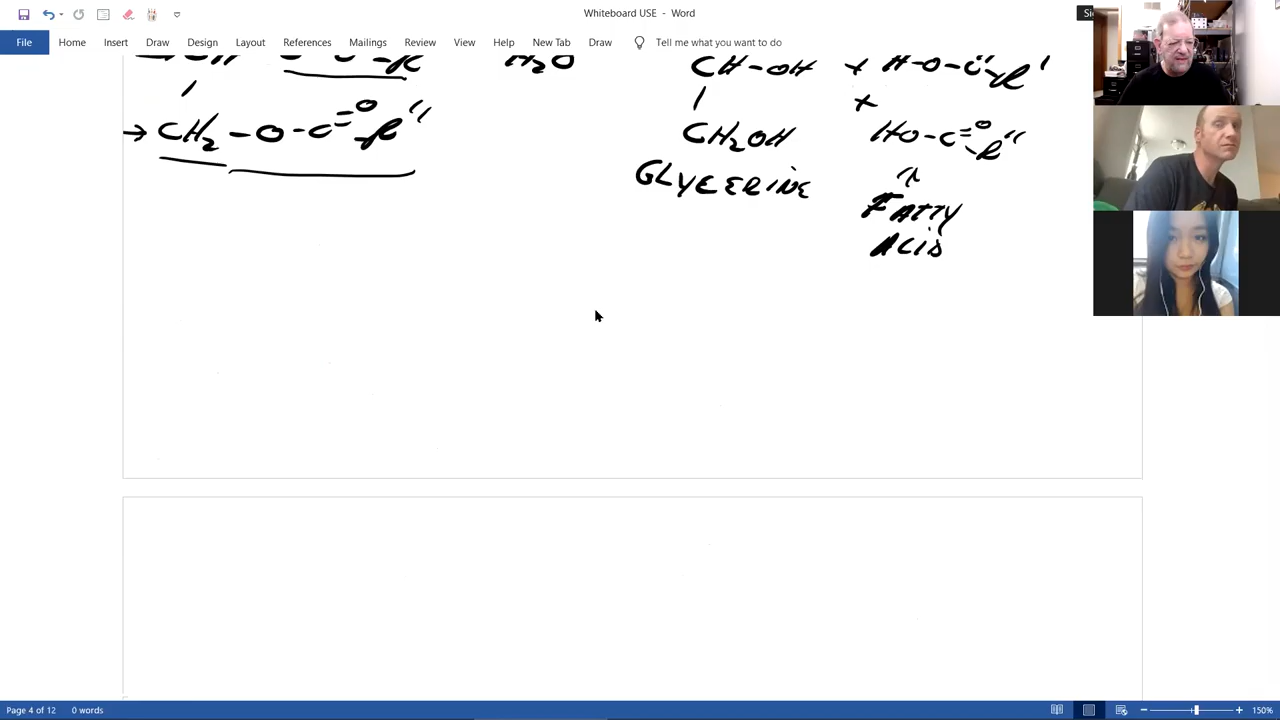 Whiteboard USE - Word
File Home Insert Draw Design Layout References Mailings Review View Help New Tab Draw Tell me what you want to do
H2O CH-OH + H-O-C-R'
+
→ CH2-O-C=O-R'' CH2OH HO-C=O-R''
GLYCERINE
FATTY
ACID
Page 4 of 12 0 words 150%